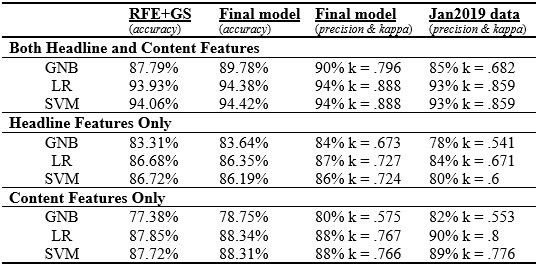 RFE+GS Final model Final model Jan2019 data
(accuracy) (accuracy) (precision & kappa) (precision & kappa)
Both Headline and Content Features
GNB 87.79% 89.78% 90% k = .796 85% k = .682
LR 93.93% 94.38% 94% k = .888 93% k = .859
SVM 94.06% 94.42% 94% k = .888 93% k = .859
Headline Features Only
GNB 83.31% 83.64% 84% k = .673 78% k = .541
LR 86.68% 86.35% 87% k = .727 84% k = .671
SVM 86.72% 86.19% 86% k = .724 80% k = .6
Content Features Only
GNB 77.38% 78.75% 80% k = .575 82% k = .553
LR 87.85% 88.34% 88% k = .767 90% k = .8
SVM 87.72% 88.31% 88% k = .766 89% k = .776